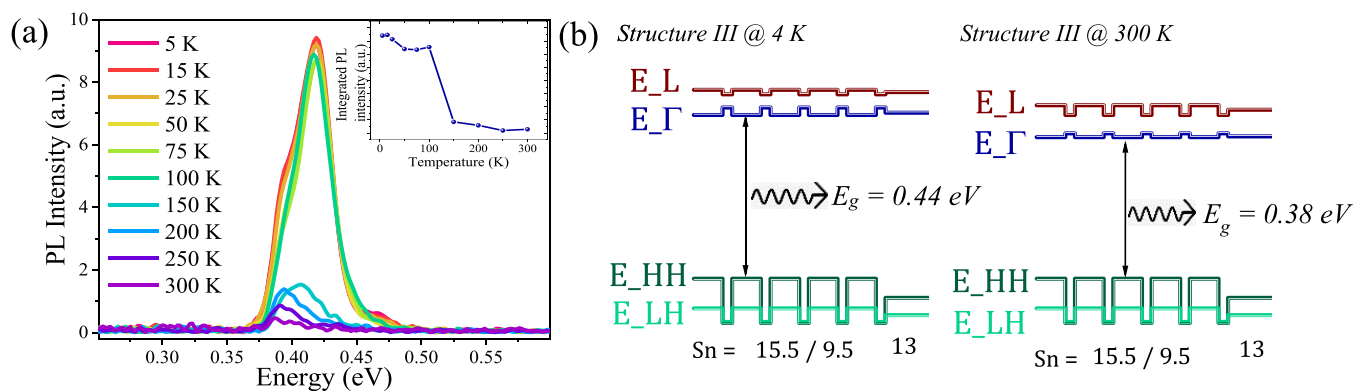 (a)
PL Intensity (a.u.)
10
8
6
4
2
0
5 K
15 K
25 K
50 K
75 K
100 K
150 K
200 K
250 K
300 K
Integrated PL
intensity (a.u.)
0 100 200 300
Temperature (K)
0.30 0.35 0.40 0.45 0.50 0.55
Energy (eV)
(b)
Structure III @ 4 K
E_L
E_Γ
E_g = 0.44 eV
E_HH
E_LH
Sn = 15.5 / 9.5 13
Structure III @ 300 K
E_L
E_Γ
E_g = 0.38 eV
E_HH
E_LH
Sn = 15.5 / 9.5 13